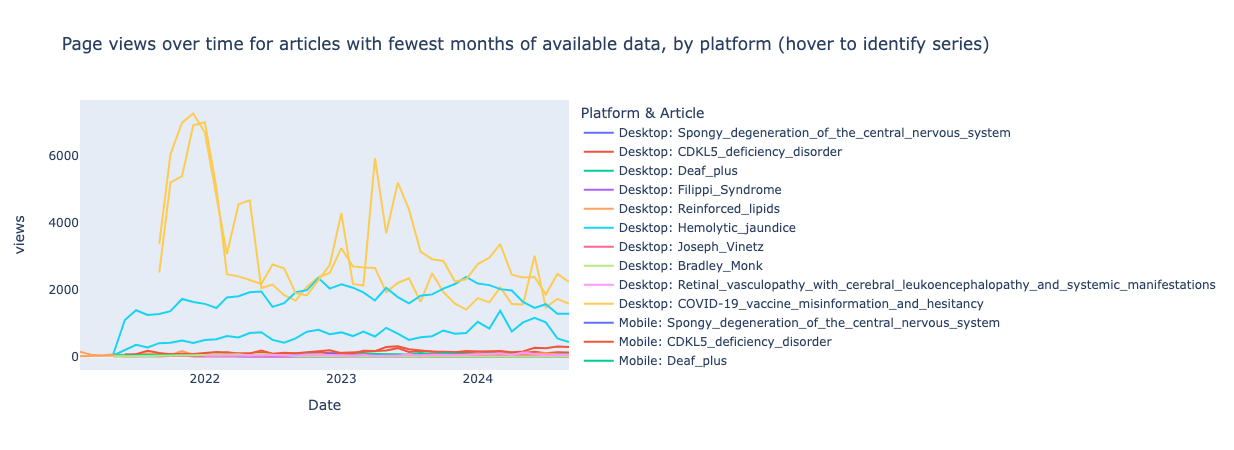 Page views over time for articles with fewest months of available data, by platform (hover to identify series)
Platform & Article
Desktop: Spongy_degeneration_of_the_central_nervous_system
Desktop: CDKL5_deficiency_disorder
Desktop: Deaf_plus
Desktop: Filippi_Syndrome
Desktop: Reinforced_lipids
Desktop: Hemolytic_jaundice
Desktop: Joseph_Vinetz
Desktop: Bradley_Monk
Desktop: Retinal_vasculopathy_with_cerebral_leukoencephalopathy_and_systemic_manifestations
Desktop: COVID-19_vaccine_misinformation_and_hesitancy
Mobile: Spongy_degeneration_of_the_central_nervous_system
Mobile: CDKL5_deficiency_disorder
Mobile: Deaf_plus
views
6000
4000
2000
0
2022
2023
2024
Date